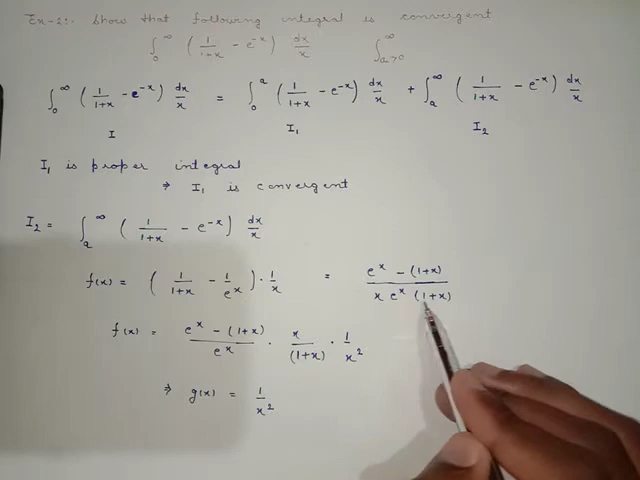 Ex-2:- Show that following integral is convergent
∫₀^∞ (1/(1+x) - e^-x) dx/x    ∫_{a>0}^∞
∫₀^∞ (1/(1+x) - e^-x) dx/x = ∫₀^a (1/(1+x) - e^-x) dx/x + ∫ₐ^∞ (1/(1+x) - e^-x) dx/x
I    I₁    I₂
I₁ is proper integral
⇒ I₁ is convergent
I₂ = ∫ₐ^∞ (1/(1+x) - e^-x) dx/x
f(x) = (1/(1+x) - 1/e^x) · 1/x = (e^x - (1+x))/(x e^x (1+x))
f(x) = (e^x - (1+x))/e^x · x/(1+x) · 1/x²
⇒ g(x) = 1/x²